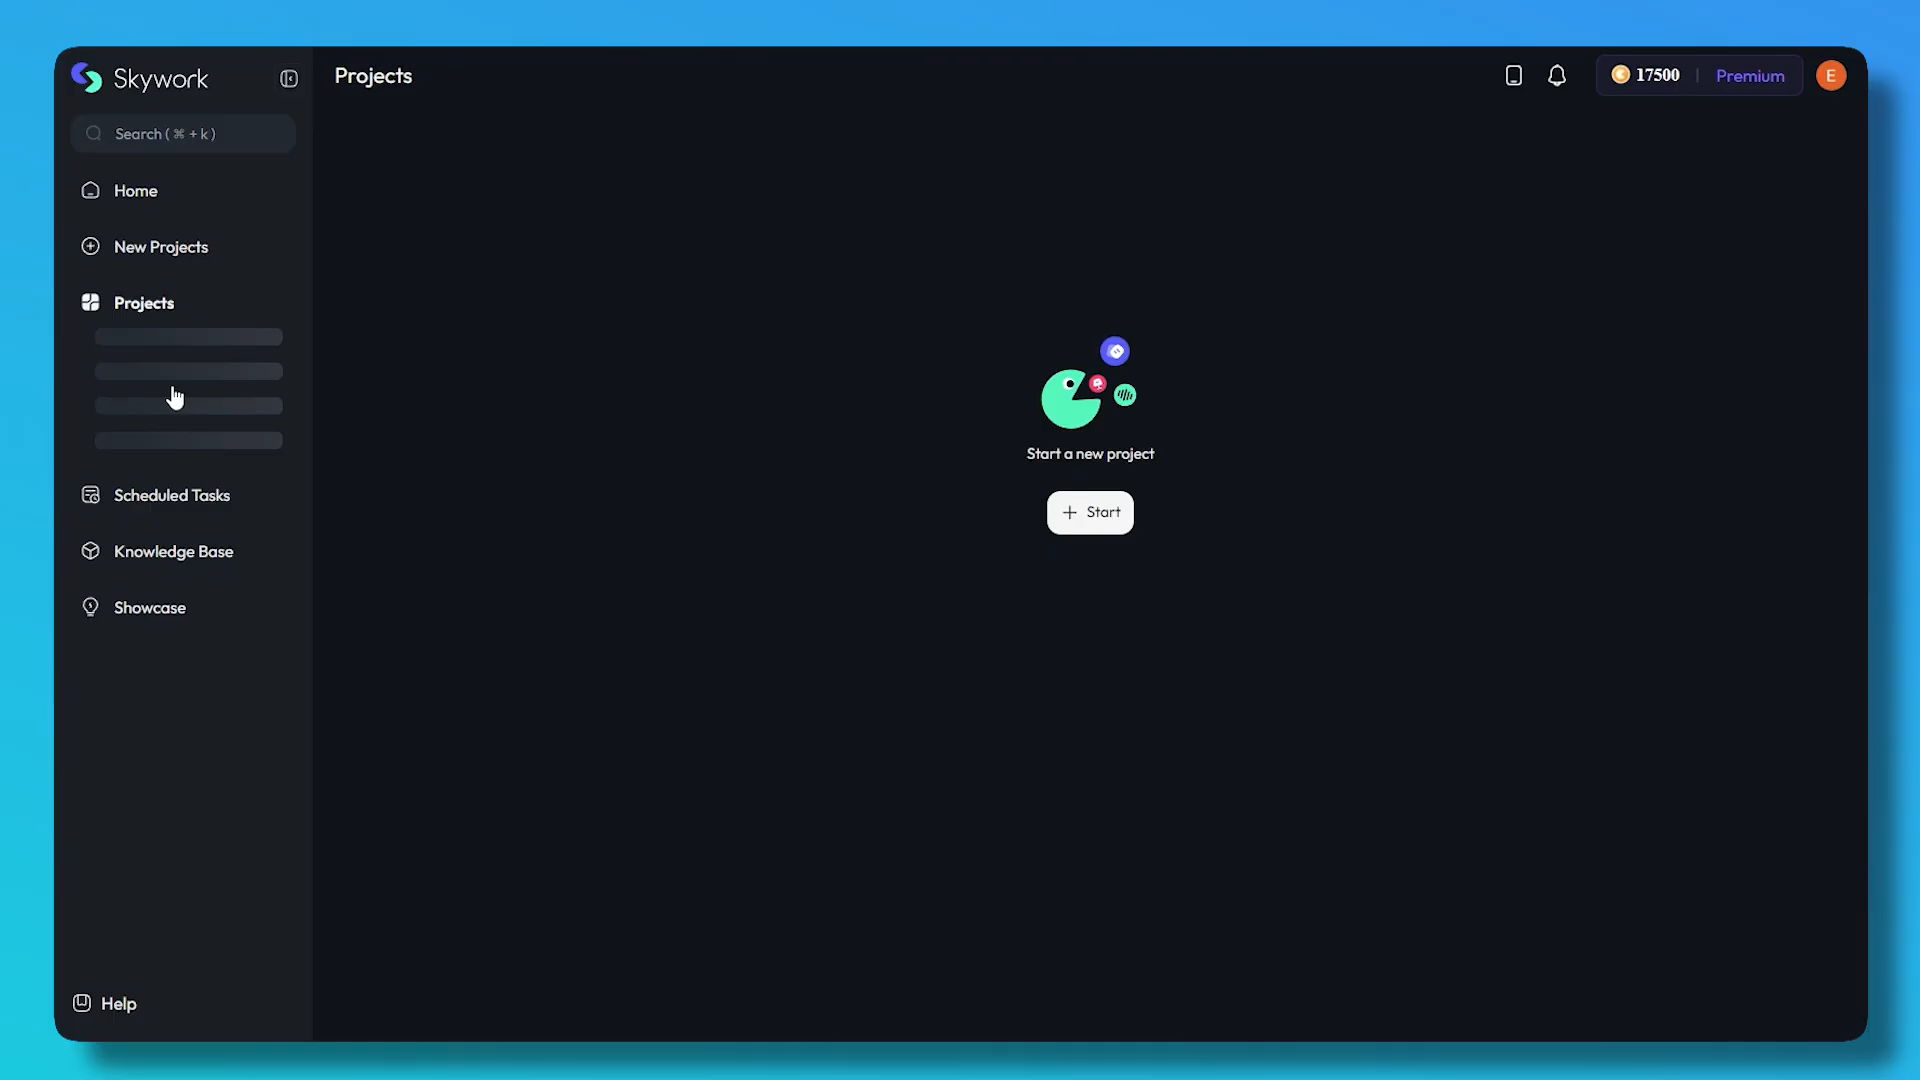 Skywork
Projects
17500
Premium
E
Search ( ⌘ + k )
Home
New Projects
Projects
Scheduled Tasks
Knowledge Base
Showcase
Start a new project
+ Start
Help